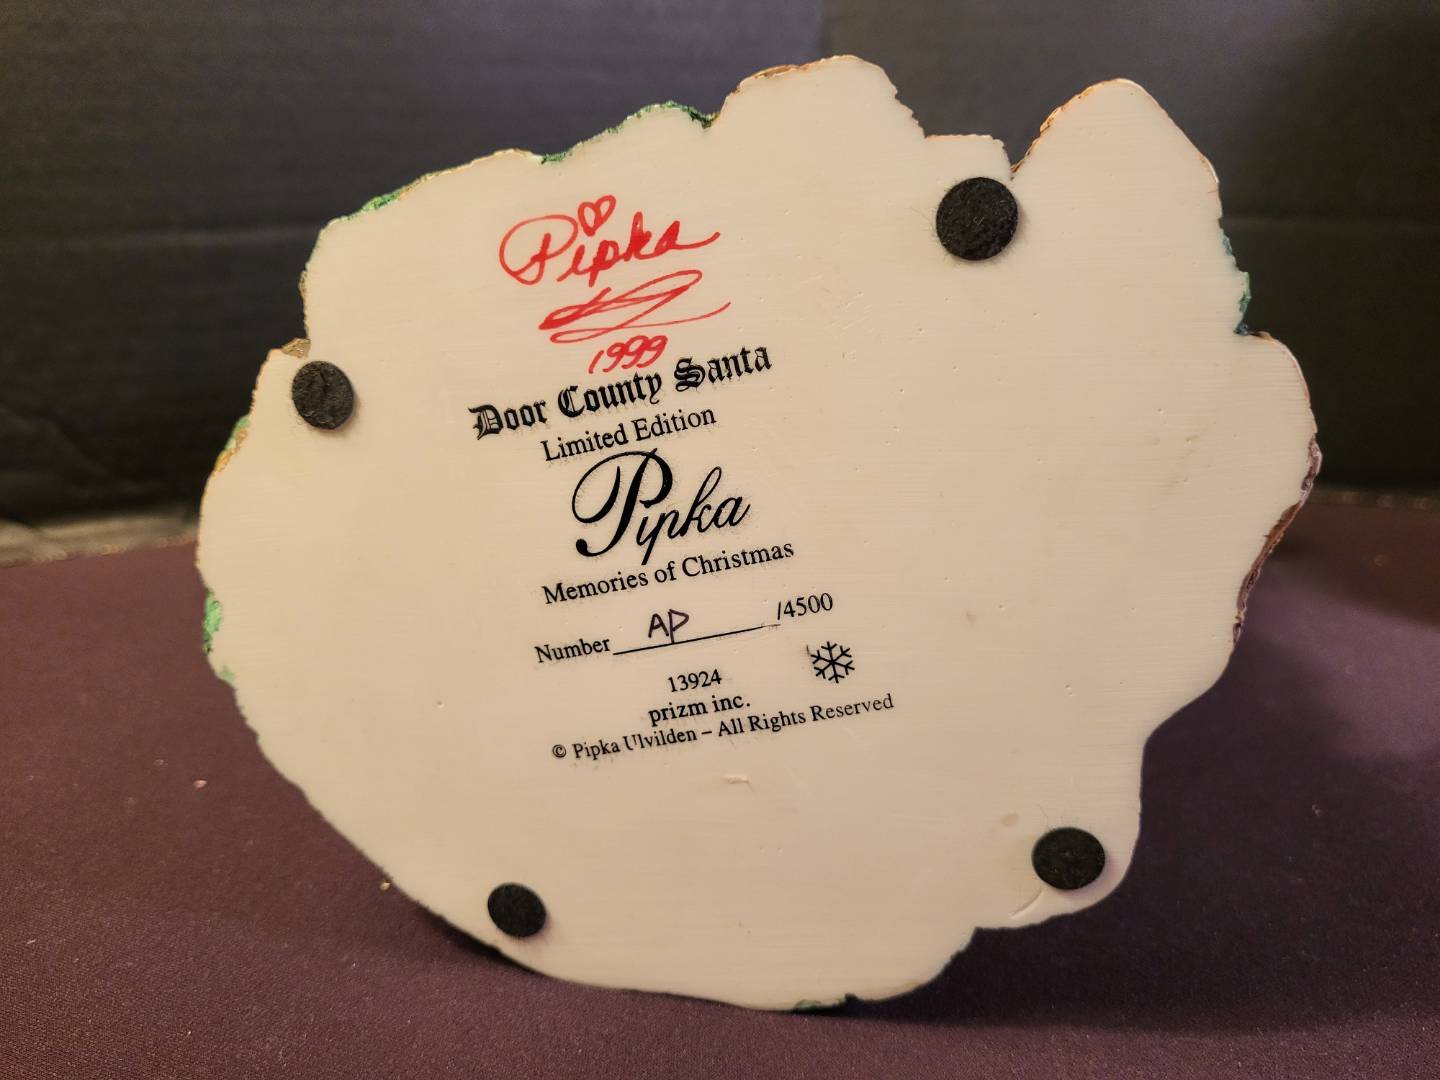 Pipka
1999
Door County Santa
Limited Edition
Pipka
Memories of Christmas
Number AP /4500
13924
prizm inc.
© Pipka Ulvilden – All Rights Reserved